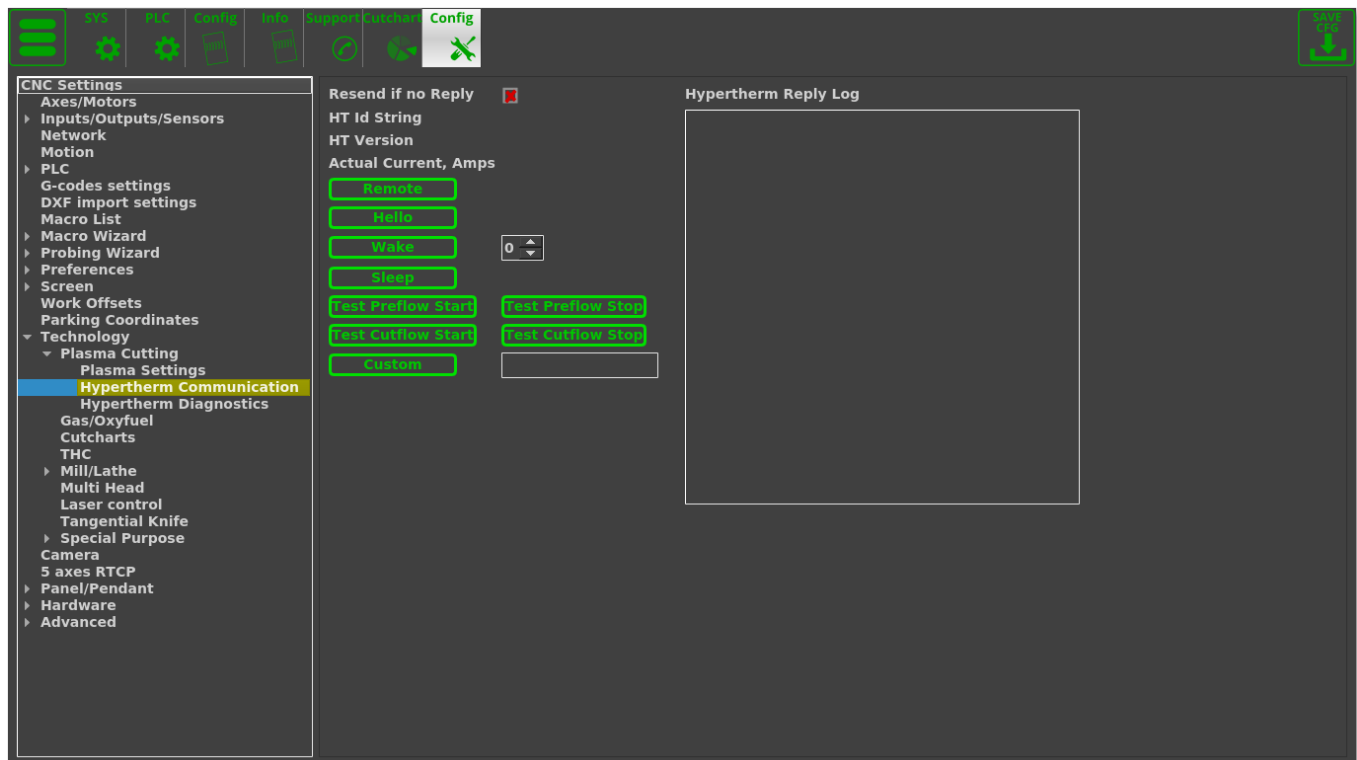 SYS PLC Config Info Support Cutchart Config SAVE
CFG
CNC Settings
Axes/Motors
Inputs/Outputs/Sensors
Network
Motion
PLC
G-codes settings
DXF import settings
Macro List
Macro Wizard
Probing Wizard
Preferences
Screen
Work Offsets
Parking Coordinates
Technology
Plasma Cutting
Plasma Settings
Hypertherm Communication
Hypertherm Diagnostics
Gas/Oxyfuel
Cutcharts
THC
Mill/Lathe
Multi Head
Laser control
Tangential Knife
Special Purpose
Camera
5 axes RTCP
Panel/Pendant
Hardware
Advanced
Resend if no Reply
HT Id String
HT Version
Actual Current, Amps
Remote
Hello
Wake 0
Sleep
Test Preflow Start Test Preflow Stop
Test Cutflow Start Test Cutflow Stop
Custom
Hypertherm Reply Log